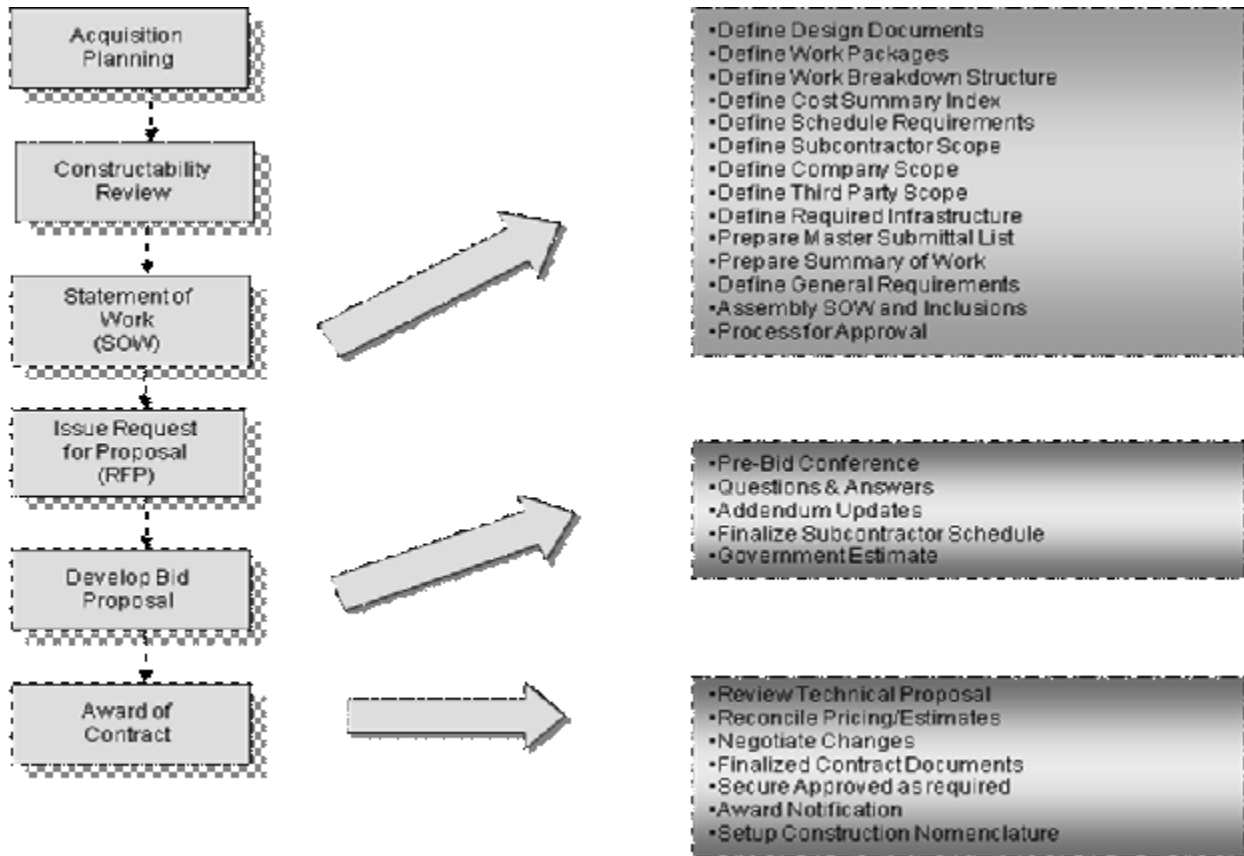 Acquisition
Planning
Constructability
Review
Statement of
Work
(SOW)
Issue Request
for Proposal
(RFP)
Develop Bid
Proposal
Award of
Contract
•Define Design Documents
•Define Work Packages
•Define Work Breakdown Structure
•Define Cost Summary Index
•Define Schedule Requirements
•Define Subcontractor Scope
•Define Company Scope
•Define Third Party Scope
•Define Required Infrastructure
•Prepare Master Submittal List
•Prepare Summary of Work
•Define General Requirements
•Assembly SOW and Inclusions
•Process for Approval
•Pre-Bid Conference
•Questions & Answers
•Addendum Updates
•Finalize Subcontractor Schedule
•Government Estimate
•Review Technical Proposal
•Reconcile Pricing/Estimates
•Negotiate Changes
•Finalized Contract Documents
•Secure Approved as required
•Award Notification
•Setup Construction Nomenclature